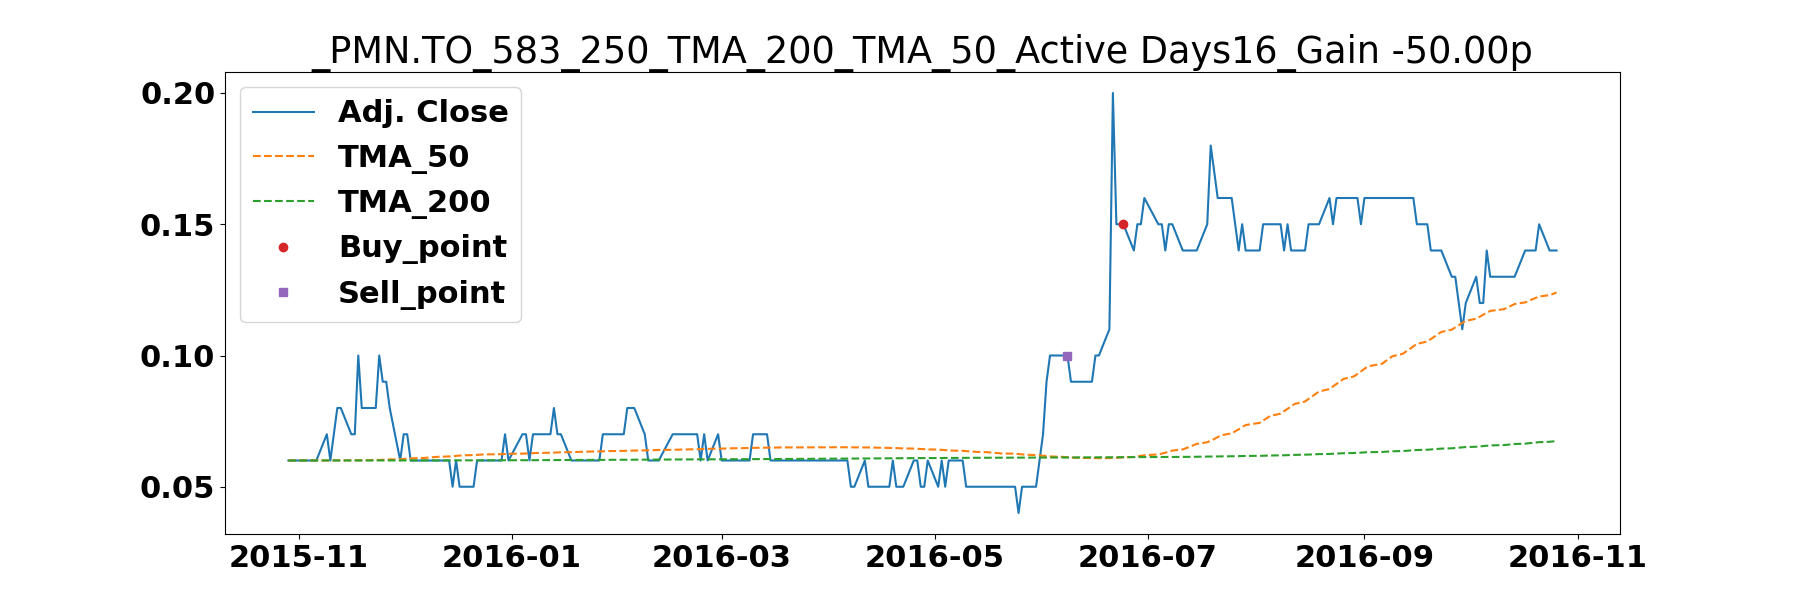 _PMN.TO_583_250_TMA_200_TMA_50_Active Days16_Gain -50.00p
0.20
0.15
0.10
0.05
Adj. Close
TMA_50
TMA_200
Buy_point
Sell_point
2015-11 2016-01 2016-03 2016-05 2016-07 2016-09 2016-11